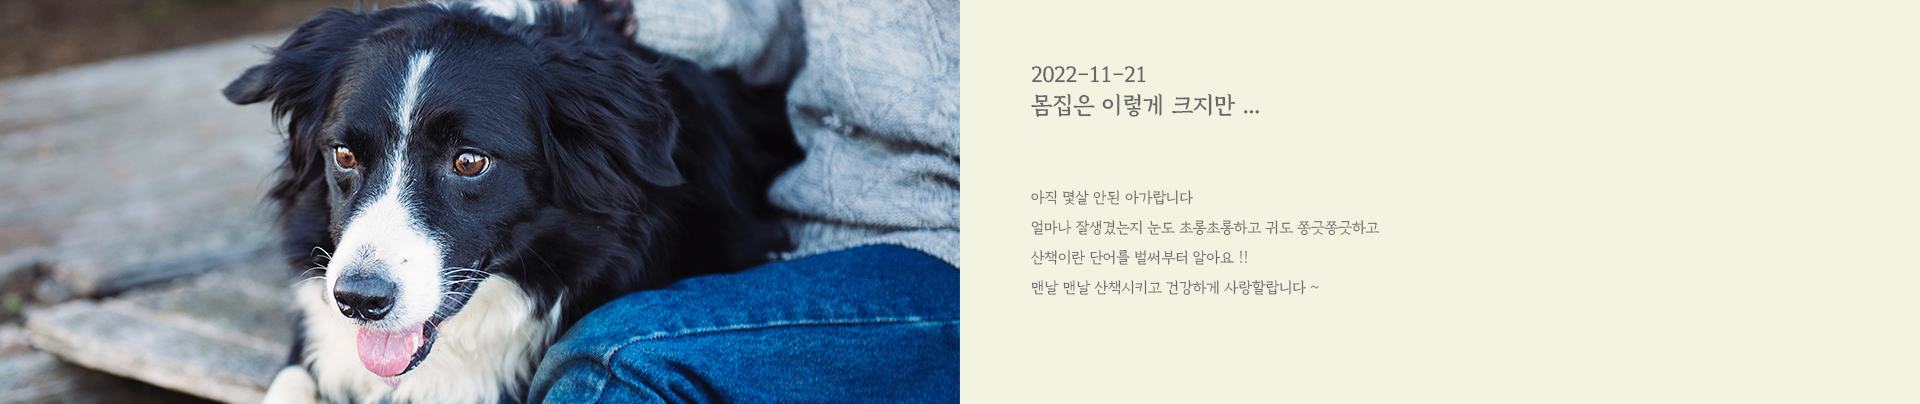 2022-11-21
몸집은 이렇게 크지만 ...
아직 몇살 안된 아가랍니다
얼마나 잘생겼는지 눈도 초롱초롱하고 귀도 쫑긋쫑긋하고
산책이란 단어를 벌써부터 알아요 !!
맨날 맨날 산책시키고 건강하게 사랑할랍니다 ~